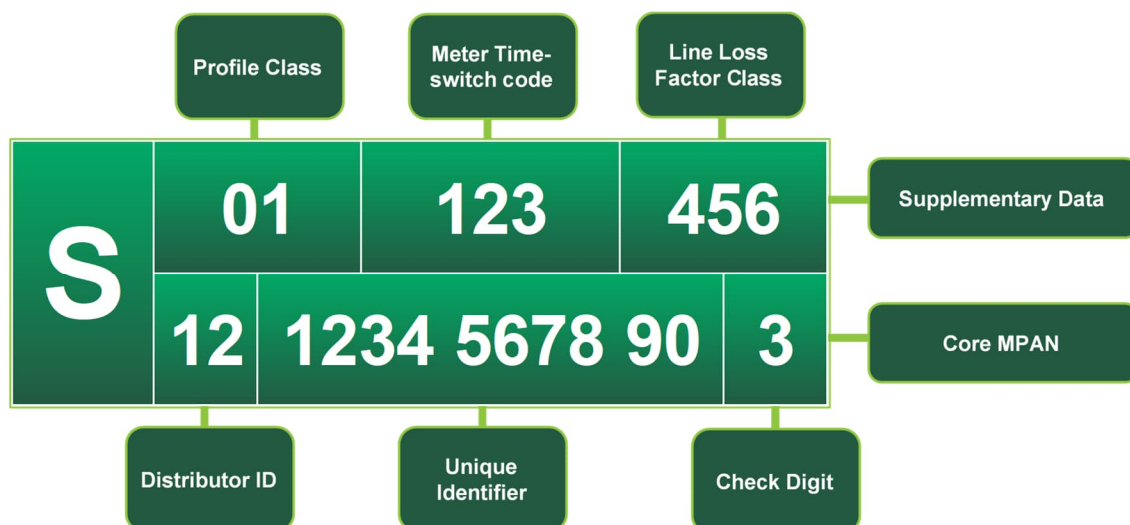 Profile Class
Meter Time-
switch code
Line Loss
Factor Class
S
01
123
456
Supplementary Data
12
1234 5678 90
3
Core MPAN
Distributor ID
Unique
Identifier
Check Digit